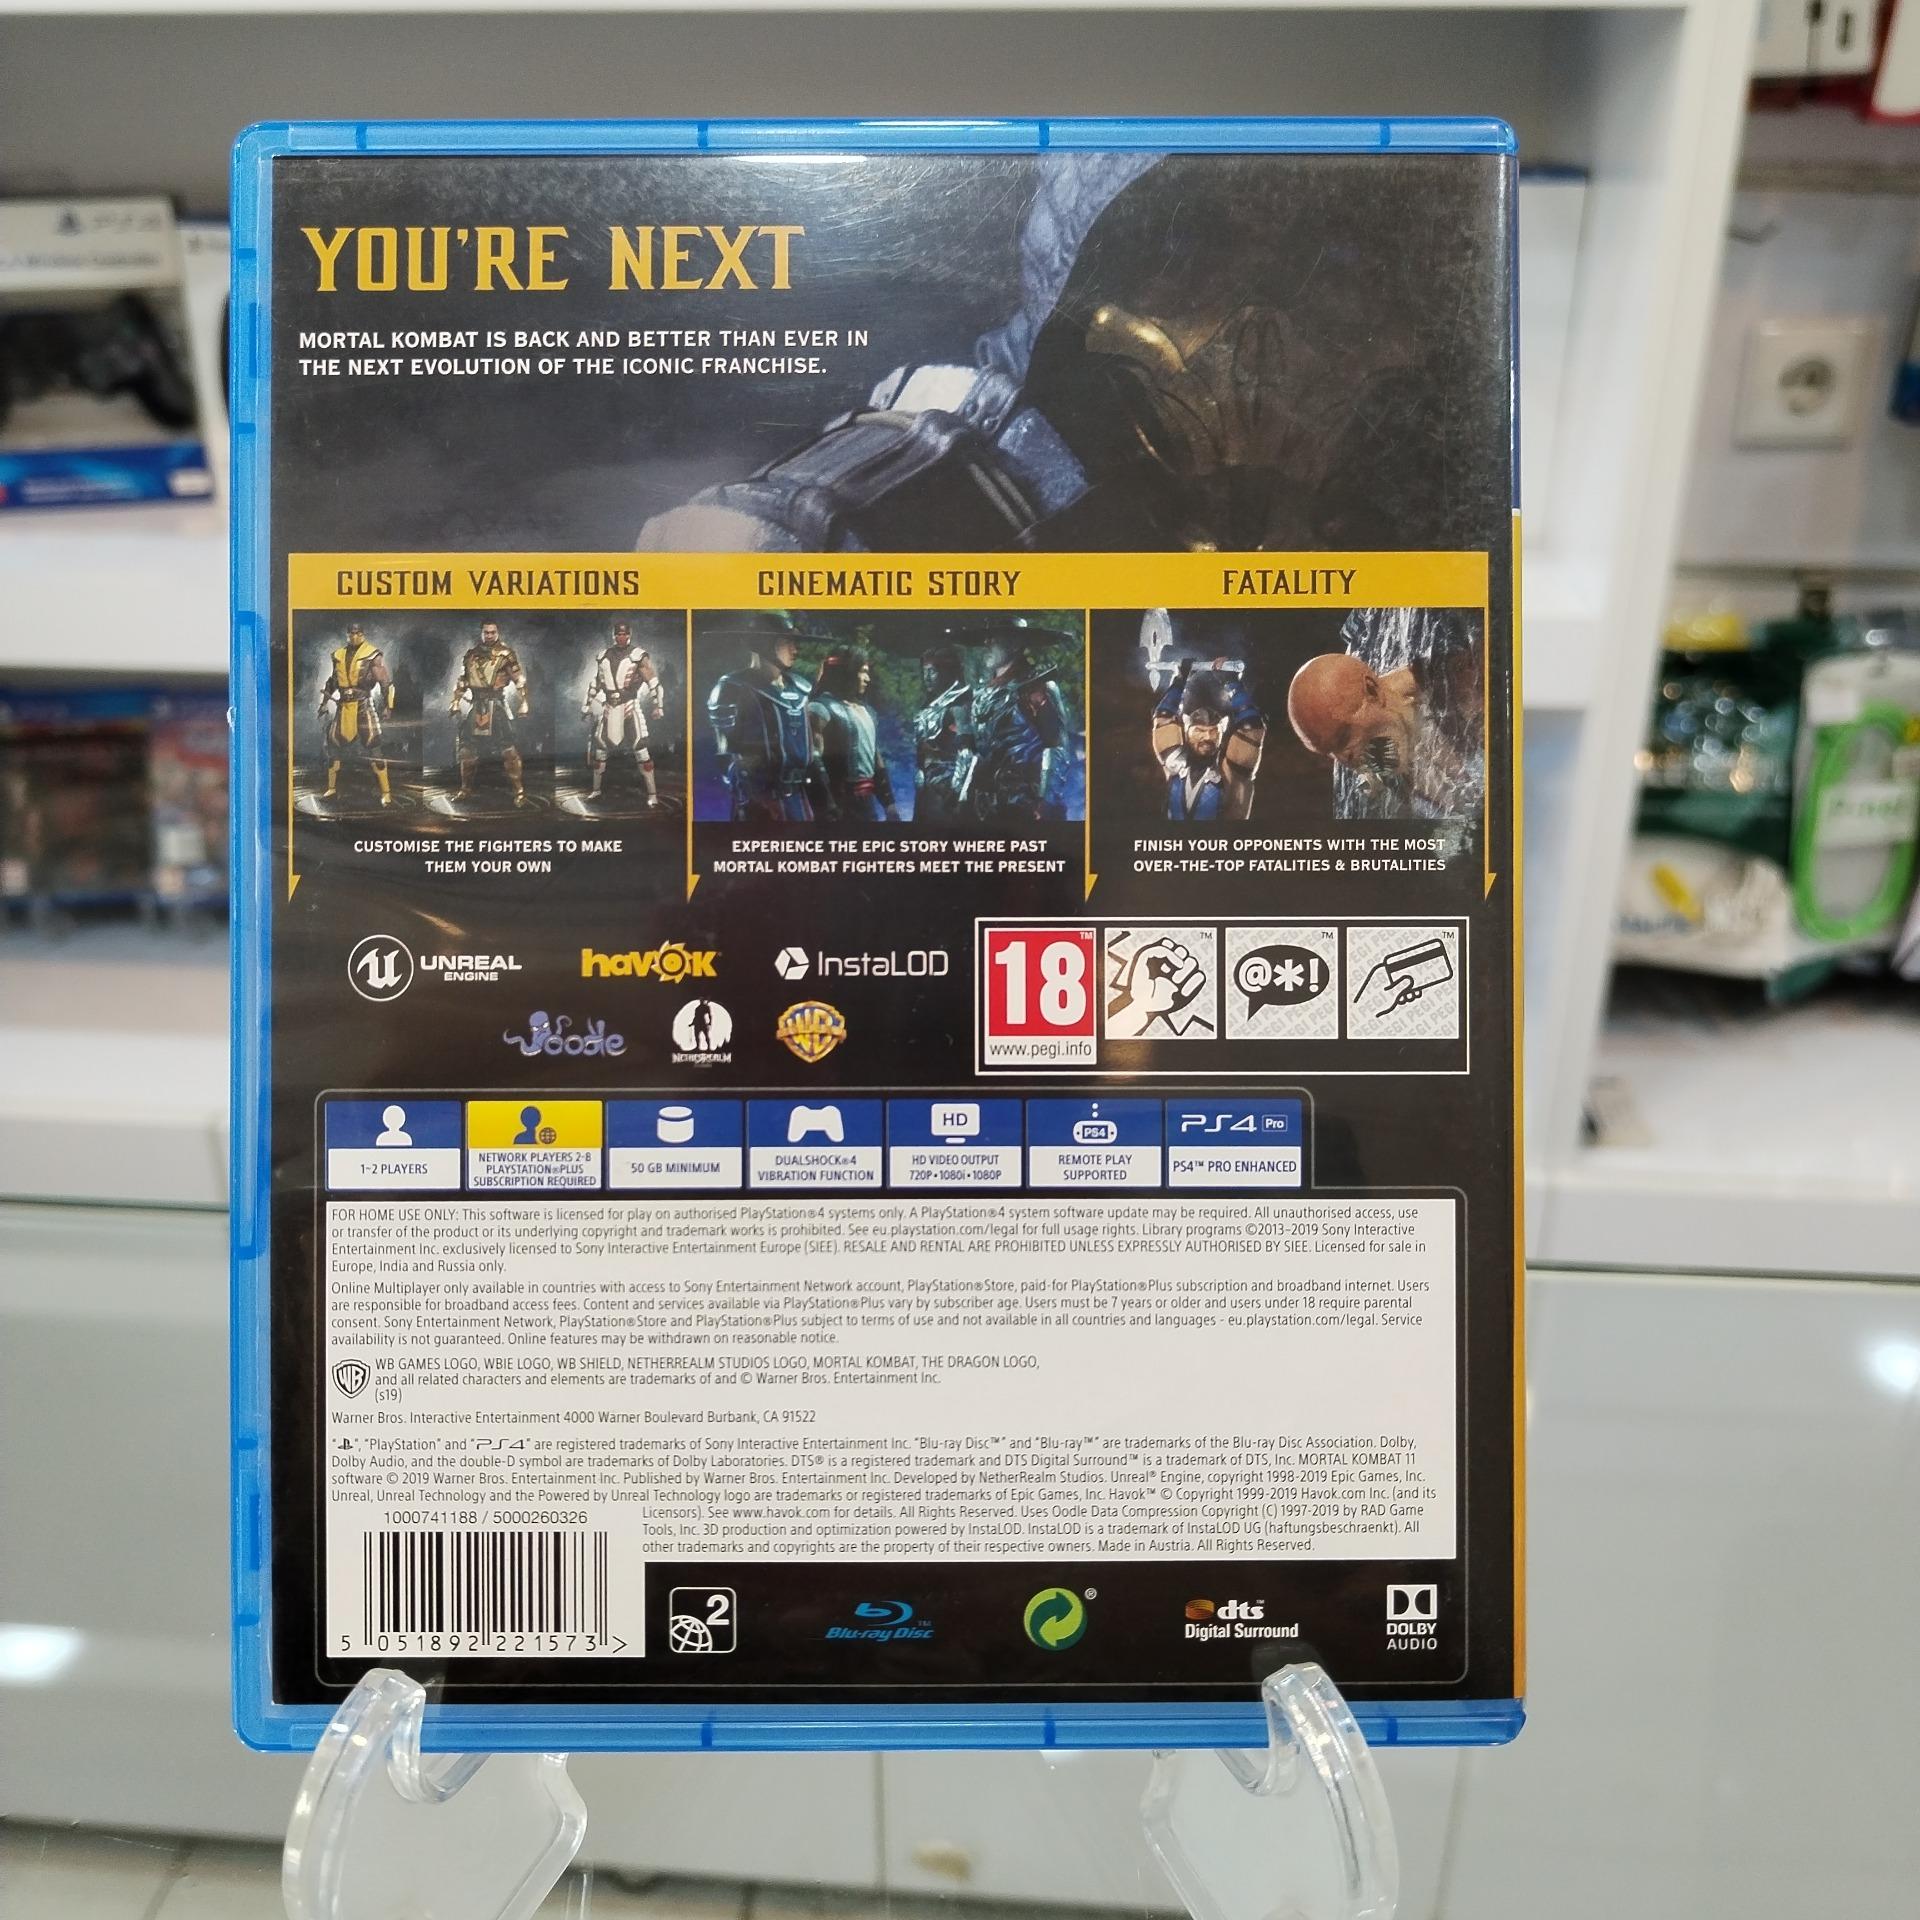 YOU'RE NEXT
MORTAL KOMBAT IS BACK AND BETTER THAN EVER IN
THE NEXT EVOLUTION OF THE ICONIC FRANCHISE.
CUSTOM VARIATIONS
CINEMATIC STORY
FATALITY
CUSTOMISE THE FIGHTERS TO MAKE
THEM YOUR OWN
EXPERIENCE THE EPIC STORY WHERE PAST
MORTAL KOMBAT FIGHTERS MEET THE PRESENT
FINISH YOUR OPPONENTS WITH THE MOST
OVER-THE-TOP FATALITIES & BRUTALITIES
UNREAL
ENGINE
havok
InstaLOD
oodle
NETHERREALM
WB
18
www.pegi.info
@*!
1-2 PLAYERS
NETWORK PLAYERS 2-8
PLAYSTATION®PLUS
SUBSCRIPTION REQUIRED
50 GB MINIMUM
DUALSHOCK®4
VIBRATION FUNCTION
HD
HD VIDEO OUTPUT
720P•1080i•1080P
PS4
REMOTE PLAY
SUPPORTED
PS4 Pro
PS4™ PRO ENHANCED
FOR HOME USE ONLY: This software is licensed for play on authorised PlayStation®4 systems only. A PlayStation®4 system software update may be required. All unauthorised access, use
or transfer of the product or its underlying copyright and trademark works is prohibited. See eu.playstation.com/legal for full usage rights. Library programs ©2013-2019 Sony Interactive
Entertainment Inc. exclusively licensed to Sony Interactive Entertainment Europe (SIEE). RESALE AND RENTAL ARE PROHIBITED UNLESS EXPRESSLY AUTHORISED BY SIEE. Licensed for sale in
Europe, India and Russia only.
Online Multiplayer only available in countries with access to Sony Entertainment Network account, PlayStation®Store, paid-for PlayStation®Plus subscription and broadband internet. Users
are responsible for broadband access fees. Content and services available via PlayStation®Plus vary by subscriber age. Users must be 7 years or older and users under 18 require parental
consent. Sony Entertainment Network, PlayStation®Store and PlayStation®Plus subject to terms of use and not available in all countries and languages - eu.playstation.com/legal. Service
availability is not guaranteed. Online features may be withdrawn on reasonable notice.
WB GAMES LOGO, WBIE LOGO, WB SHIELD, NETHERREALM STUDIOS LOGO, MORTAL KOMBAT, THE DRAGON LOGO,
and all related characters and elements are trademarks of and © Warner Bros. Entertainment Inc.
(s19)
Warner Bros. Interactive Entertainment 4000 Warner Boulevard Burbank, CA 91522
"", "PlayStation" and "PS4" are registered trademarks of Sony Interactive Entertainment Inc. "Blu-ray Disc™" and "Blu-ray™" are trademarks of the Blu-ray Disc Association. Dolby,
Dolby Audio, and the double-D symbol are trademarks of Dolby Laboratories. DTS® is a registered trademark and DTS Digital Surround™ is a trademark of DTS, Inc. MORTAL KOMBAT 11
software © 2019 Warner Bros. Entertainment Inc. Published by Warner Bros. Entertainment Inc. Developed by NetherRealm Studios. Unreal® Engine, copyright 1998-2019 Epic Games, Inc.
Unreal, Unreal Technology and the Powered by Unreal Technology logo are trademarks or registered trademarks of Epic Games, Inc. Havok™ © Copyright 1999-2019 Havok.com Inc. (and its
Licensors). See www.havok.com for details. All Rights Reserved. Uses Oodle Data Compression Copyright (C) 1997-2019 by RAD Game
Tools, Inc. 3D production and optimization powered by InstaLOD. InstaLOD is a trademark of InstaLOD UG (haftungsbeschraenkt). All
other trademarks and copyrights are the property of their respective owners. Made in Austria. All Rights Reserved.
1000741188 / 5000260326
5 051892 221573 >
2
Blu-ray Disc™
®
dts
Digital Surround
DOLBY
AUDIO